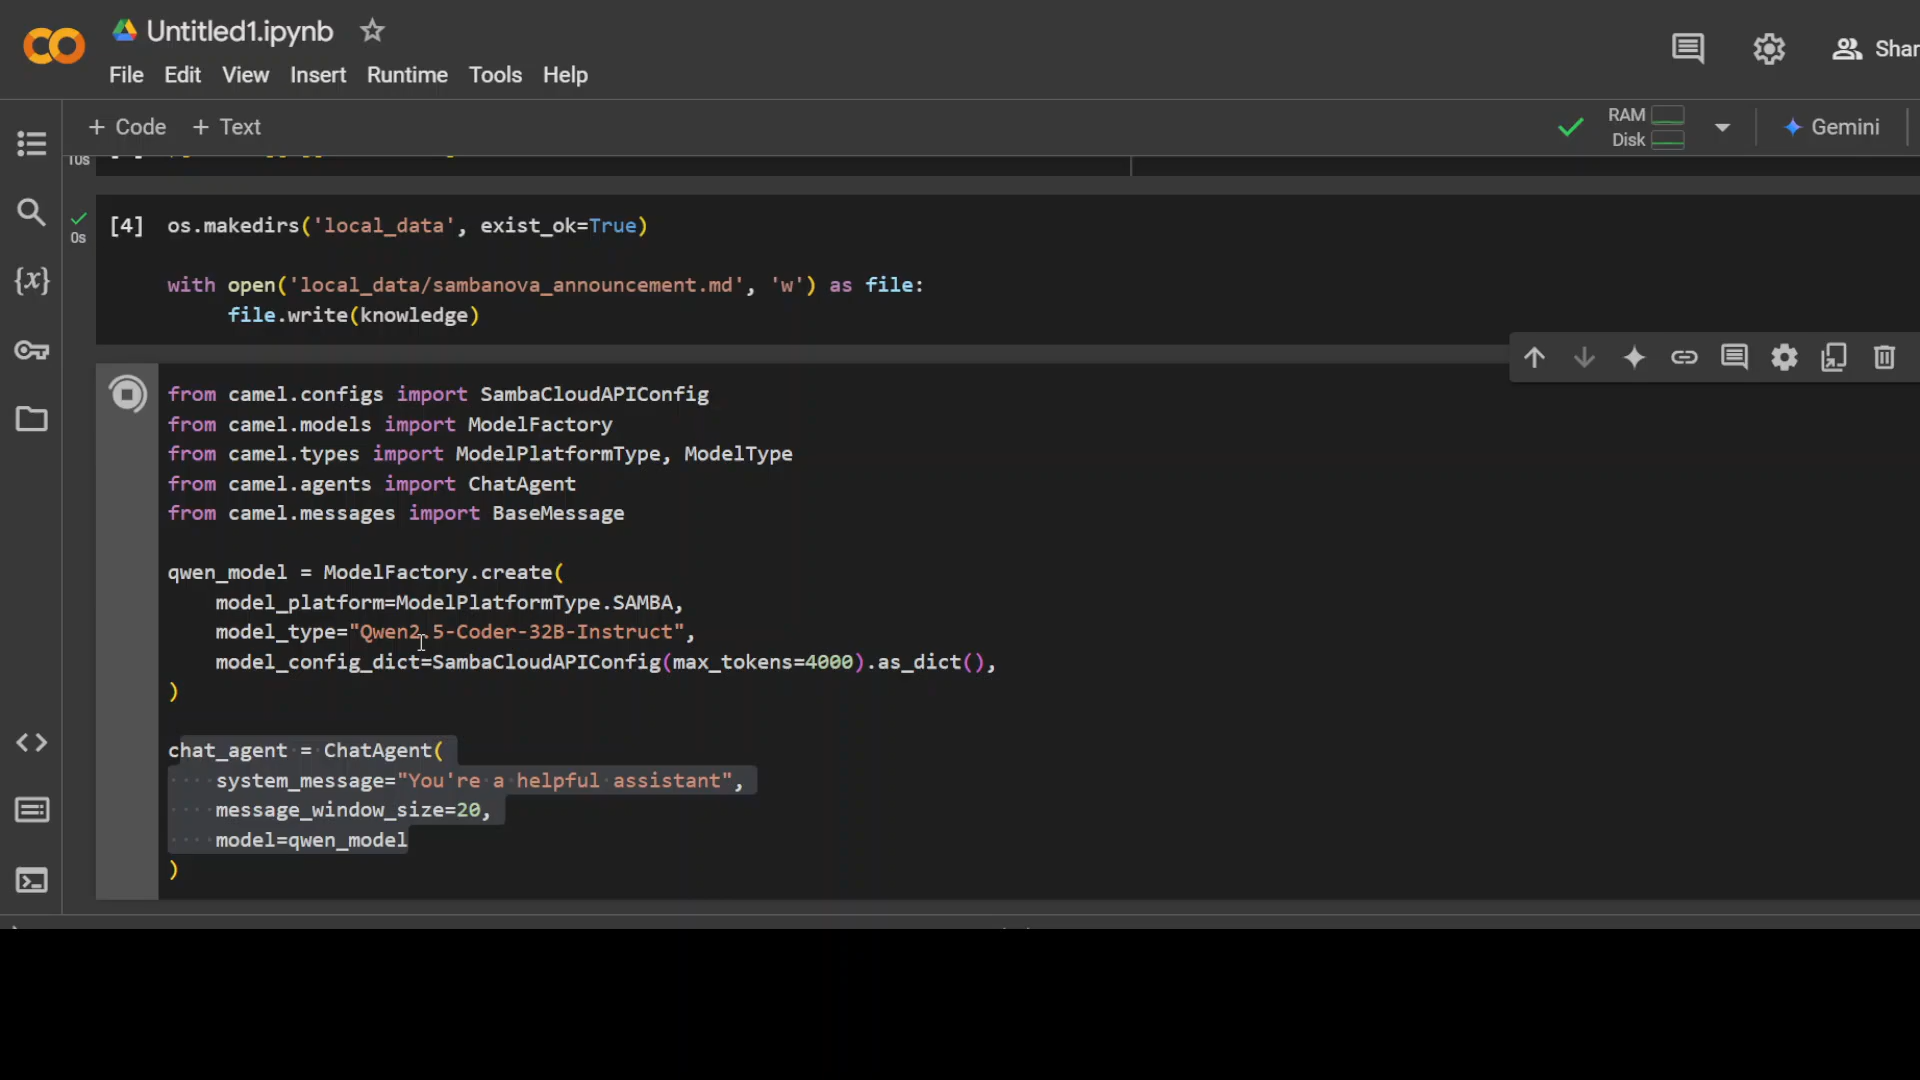 Untitled1.ipynb
File Edit View Insert Runtime Tools Help
Shar
+ Code + Text
RAM
Disk
Gemini
10s
[4] os.makedirs('local_data', exist_ok=True)
0s
with open('local_data/sambanova_announcement.md', 'w') as file:
file.write(knowledge)
{x}
from camel.configs import SambaCloudAPIConfig
from camel.models import ModelFactory
from camel.types import ModelPlatformType, ModelType
from camel.agents import ChatAgent
from camel.messages import BaseMessage
qwen_model = ModelFactory.create(
model_platform=ModelPlatformType.SAMBA,
model_type="Qwen2.5-Coder-32B-Instruct",
model_config_dict=SambaCloudAPIConfig(max_tokens=4000).as_dict(),
)
chat_agent = ChatAgent(
system_message="You're a helpful assistant",
message_window_size=20,
model=qwen_model
)